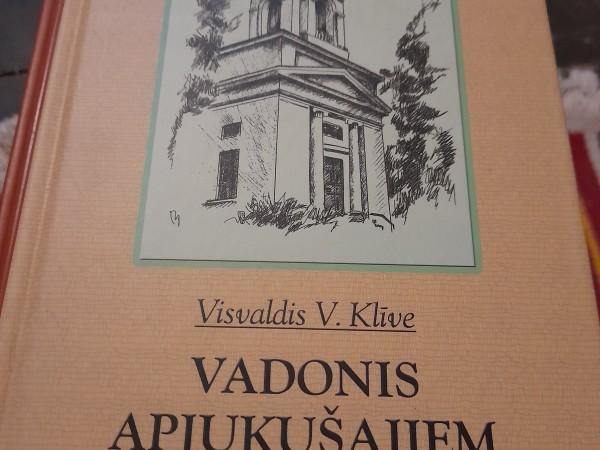 Visvaldis V. Klīve
VADONIS
APJUKUŠAJIEM